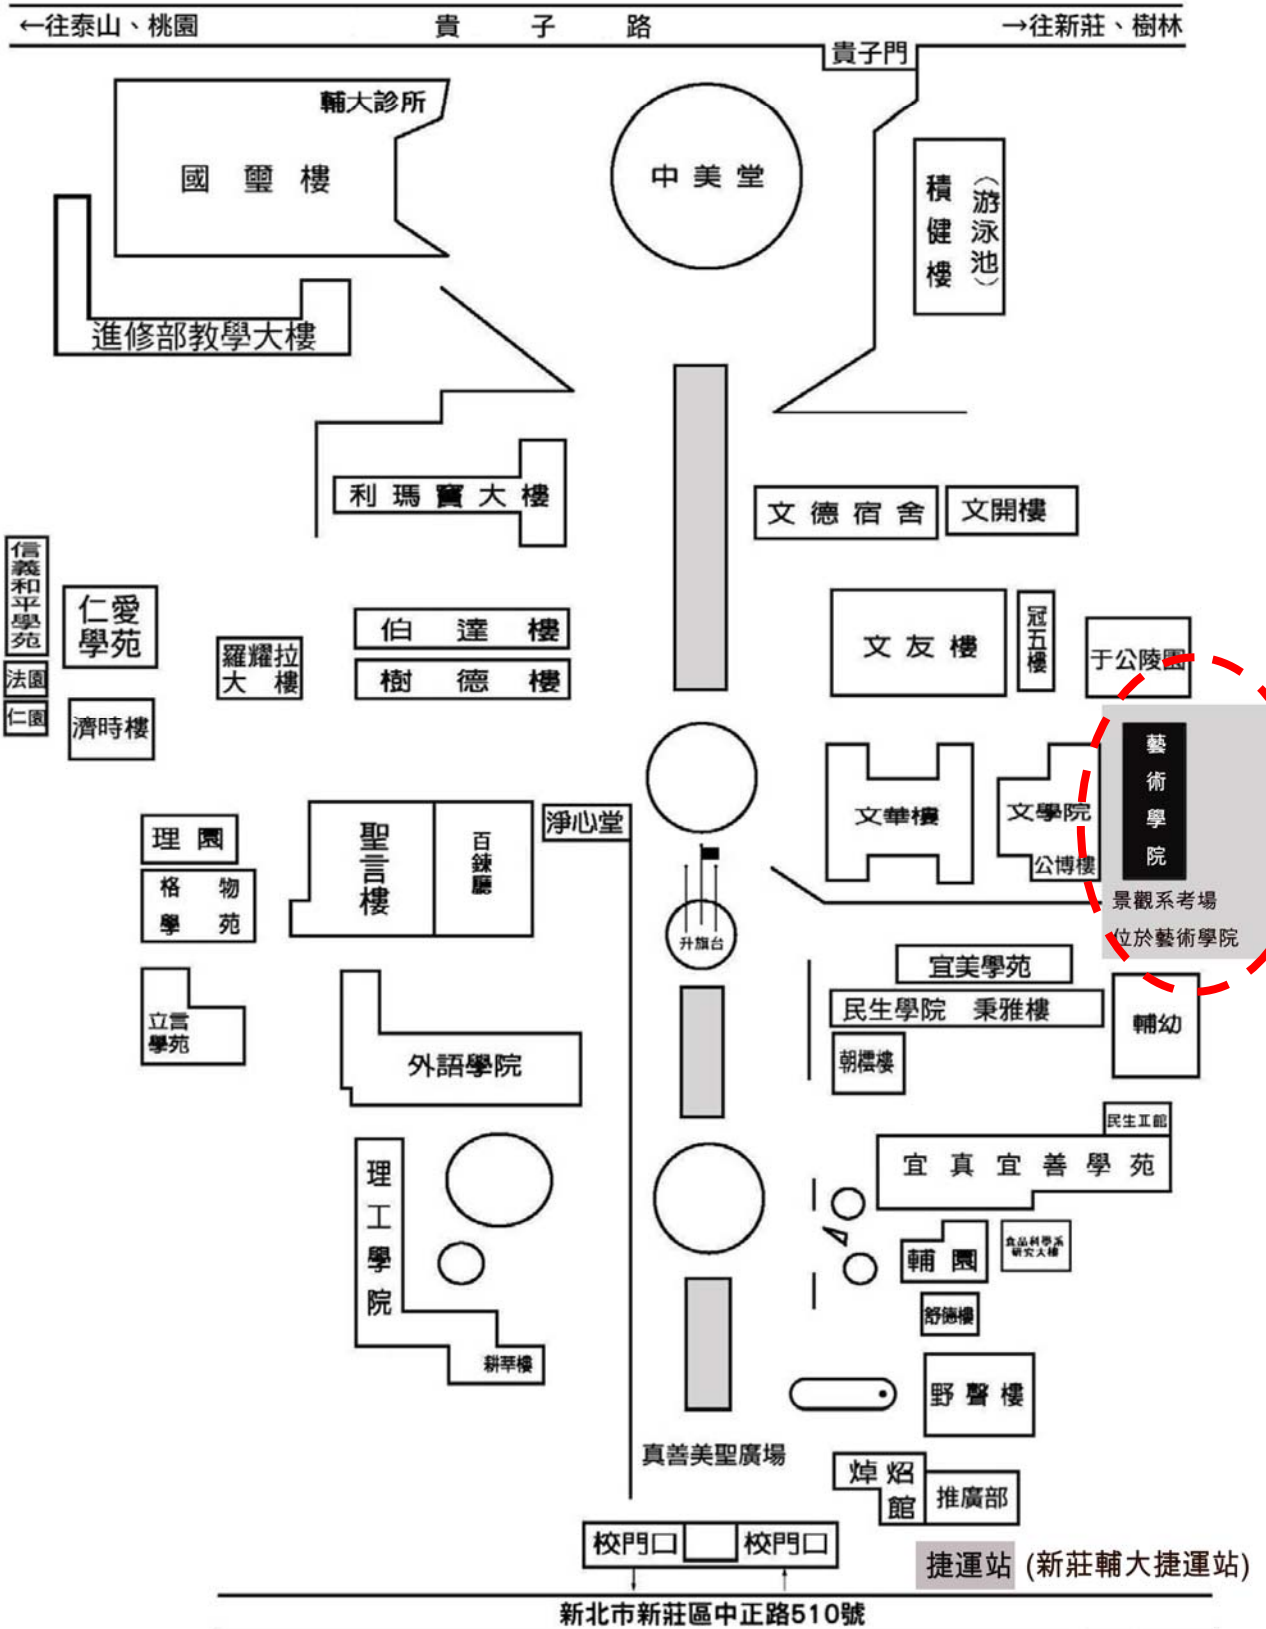 ←往泰山、桃園
貴子路
→往新莊、樹林
貴子門
輔大診所
國璽樓
中美堂
積健樓
（游泳池）
進修部教學大樓
利瑪竇大樓
文德宿舍
文開樓
信義和平學苑
仁愛
學苑
法園
仁園
濟時樓
羅耀拉
大樓
伯達樓
樹德樓
文友樓
冠五樓
于公陵園
藝術學院
文華樓
文學院
公博樓
景觀系考場
位於藝術學院
理園
格物
學苑
聖言樓
百鍊廳
淨心堂
升旗台
立言
學苑
外語學院
宜美學苑
民生學院 秉雅樓
朝橒樓
輔幼
民生工館
宜真宜善學苑
理工學院
耕莘樓
輔園
食品科學系
研究大樓
舒德樓
野聲樓
真善美聖廣場
焯炤
館
推廣部
校門口
校門口
捷運站 (新莊輔大捷運站)
新北市新莊區中正路510號